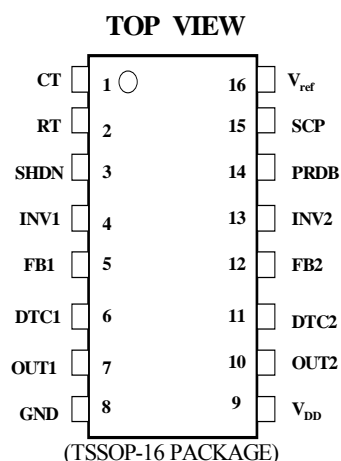 TOP VIEW
CT 1 16 Vref
RT 2 15 SCP
SHDN 3 14 PRDB
INV1 4 13 INV2
FB1 5 12 FB2
DTC1 6 11 DTC2
OUT1 7 10 OUT2
GND 8 9 VDD
(TSSOP-16 PACKAGE)